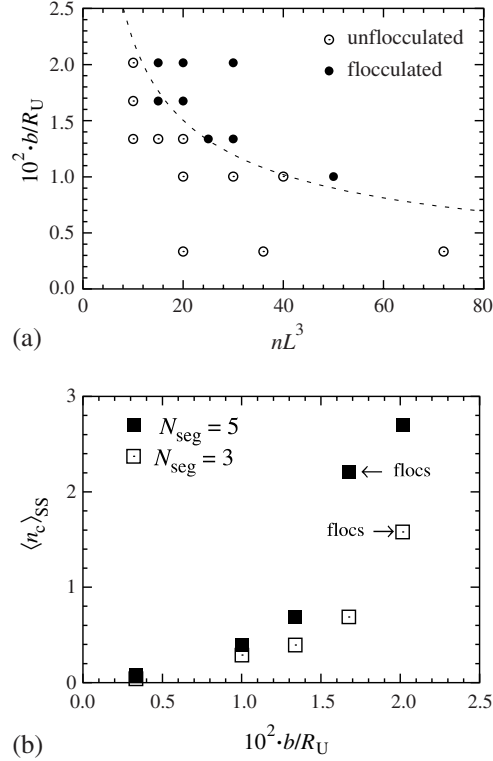 2.5
unflocculated
flocculated
2.0
1.5
10²·b/R_U
1.0
0.5
0.0
0 20 40 60 80
nL³
(a)
3
N_seg = 5
N_seg = 3
flocs
2
flocs
⟨n_c⟩_SS
1
0
0.0 0.5 1.0 1.5 2.0 2.5
10²·b/R_U
(b)